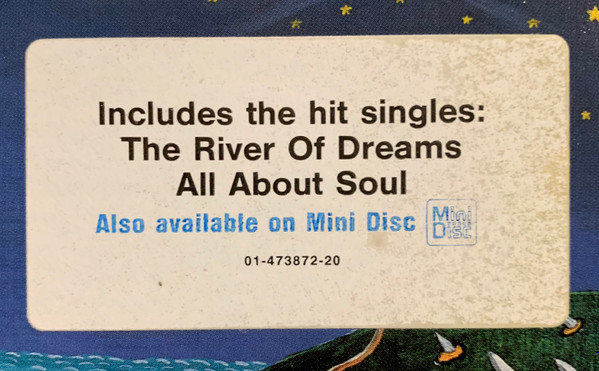 Includes the hit singles:
The River Of Dreams
All About Soul
Also available on Mini Disc
Mini
Disc
01-473872-20